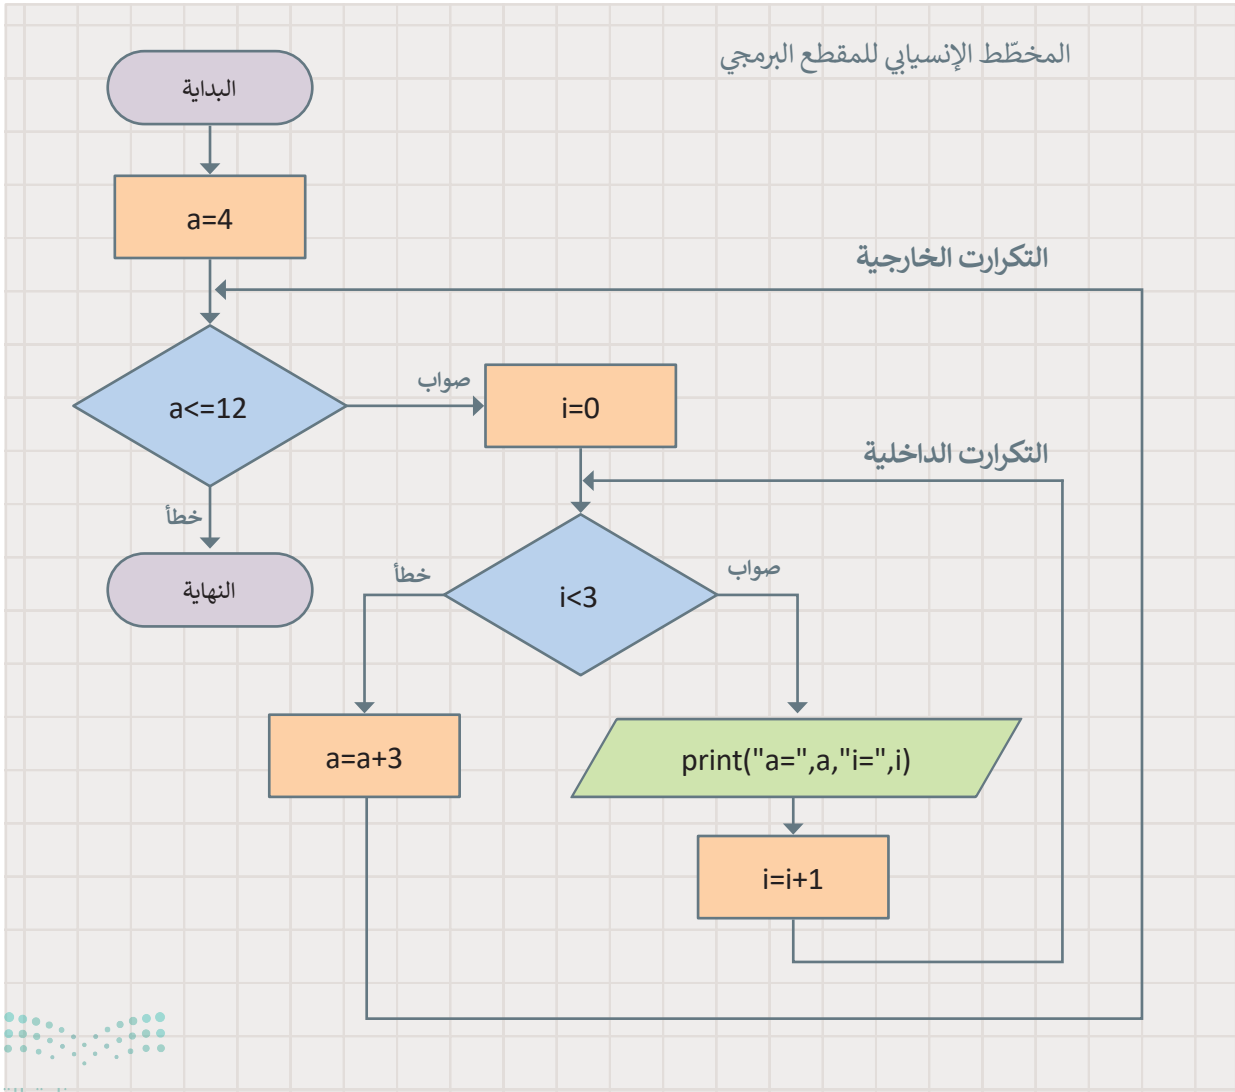 المخطّط الإنسيابي للمقطع البرمجي
البداية
a=4
التكرارت الخارجية
a<=12
صواب
i=0
التكرارت الداخلية
خطأ
النهاية
خطأ
i<3
صواب
a=a+3
print("a=",a,"i=",i)
i=i+1